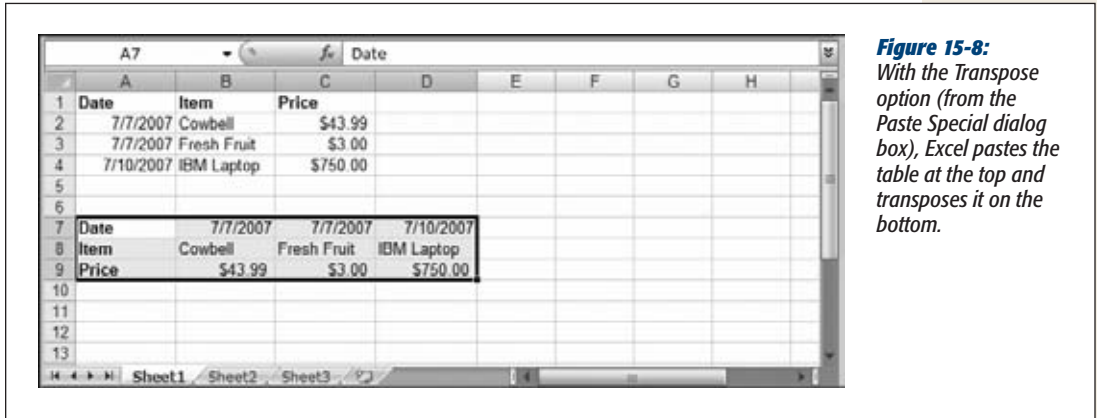 A7 fx Date
A B C D E F G H
1 Date Item Price
2 7/7/2007 Cowbell $43.99
3 7/7/2007 Fresh Fruit $3.00
4 7/10/2007 IBM Laptop $750.00
5
6
7 Date 7/7/2007 7/7/2007 7/10/2007
8 Item Cowbell Fresh Fruit IBM Laptop
9 Price $43.99 $3.00 $750.00
10
11
12
13
Sheet1 Sheet2 Sheet3
Figure 15-8:
With the Transpose
option (from the
Paste Special dialog
box), Excel pastes the
table at the top and
transposes it on the
bottom.